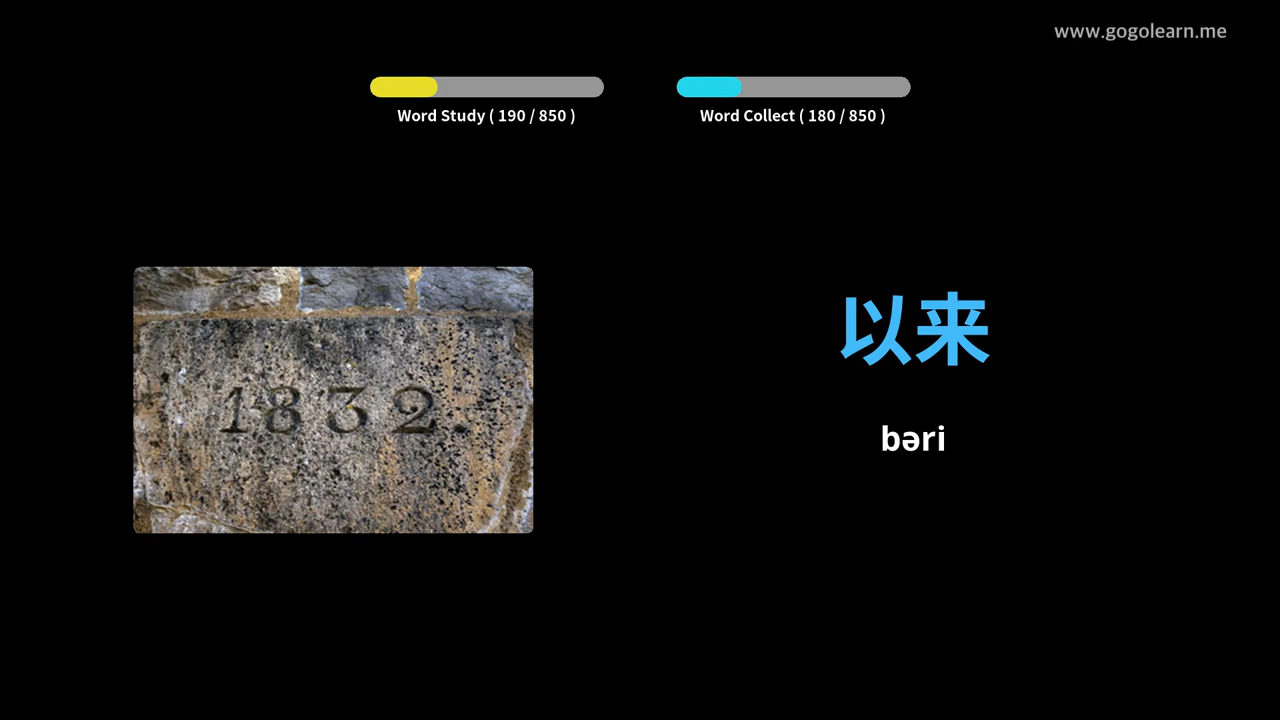 www.gogolearn.me
Word Study ( 190 / 850 )
Word Collect ( 180 / 850 )
1832.
以来
bəri